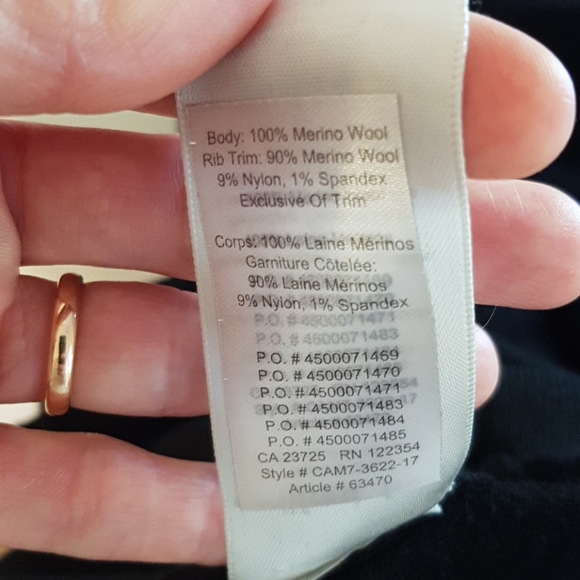 Body: 100% Merino Wool
Rib Trim: 90% Merino Wool
9% Nylon, 1% Spandex
Exclusive Of Trim
Corps: 100% Laine Mérinos
Garniture Côtelée:
90% Laine Mérinos
9% Nylon, 1% Spandex
P.O. # 4500071471
P.O. # 4500071483
P.O. # 4500071469
P.O. # 4500071470
P.O. # 4500071471
P.O. # 4500071483
P.O. # 4500071484
P.O. # 4500071485
CA 23725 RN 122354
Style # CAM7-3622-17
Article # 63470